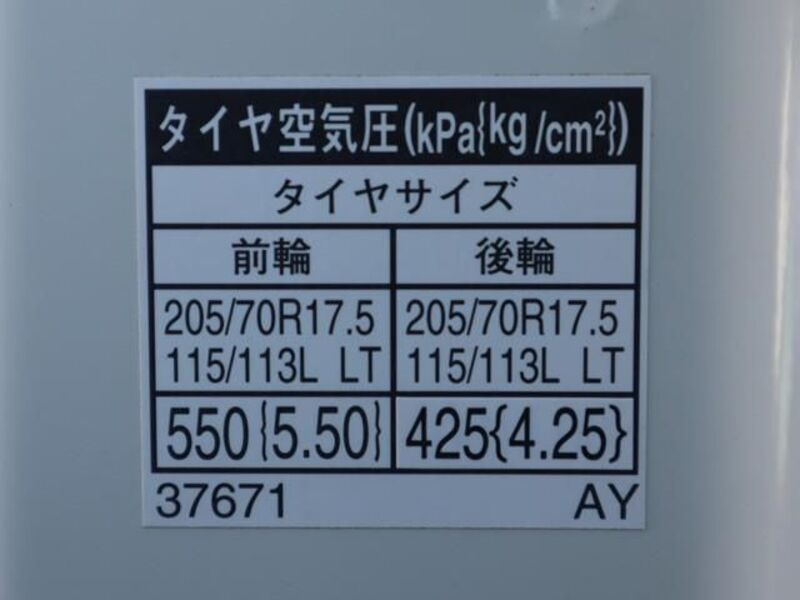 タイヤ空気圧(kPa{kg/cm²})
タイヤサイズ
前輪 後輪
205/70R17.5 205/70R17.5
115/113L LT 115/113L LT
550{5.50} 425{4.25}
37671 AY